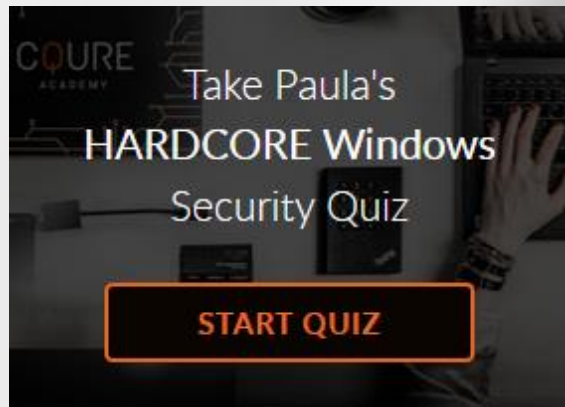 CQURE
ACADEMY
Take Paula's
HARDCORE Windows
Security Quiz
START QUIZ